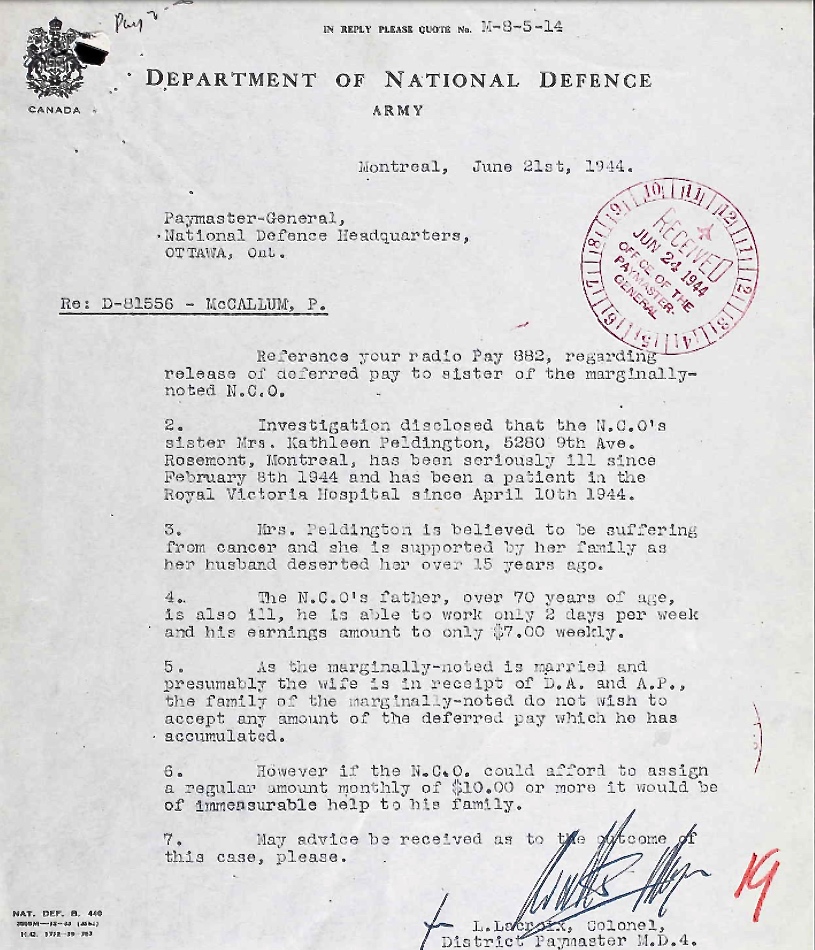 Pay
IN REPLY PLEASE QUOTE No. M-8-5-14
CANADA
DEPARTMENT OF NATIONAL DEFENCE
ARMY
Montreal, June 21st, 1944.
RECEIVED
JUN 24 1944
OFFICE OF THE
PAYMASTER-
GENERAL
Paymaster-General,
National Defence Headquarters,
OTTAWA, Ont.
Re: D-81556 - McCALLUM, P.
Reference your radio Pay 882, regarding
release of deferred pay to sister of the marginally-
noted N.C.O.
2. Investigation disclosed that the N.C.O's
sister Mrs. Kathleen Peldington, 5280 9th Ave.
Rosemont, Montreal, has been seriously ill since
February 8th 1944 and has been a patient in the
Royal Victoria Hospital since April 10th 1944.
3. Mrs. Peldington is believed to be suffering
from cancer and she is supported by her family as
her husband deserted her over 15 years ago.
4. The N.C.O's father, over 70 years of age,
is also ill, he is able to work only 2 days per week
and his earnings amount to only $7.00 weekly.
5. As the marginally-noted is married and
presumably the wife is in receipt of D.A. and A.P.,
the family of the marginally-noted do not wish to
accept any amount of the deferred pay which he has
accumulated.
6. However if the N.C.O. could afford to assign
a regular amount monthly of $10.00 or more it would be
of immeasurable help to his family.
7. May advice be received as to the outcome of
this case, please.
19
L.Lacroix, Colonel,
District Paymaster M.D.4.
NAT. DEF. B. 440